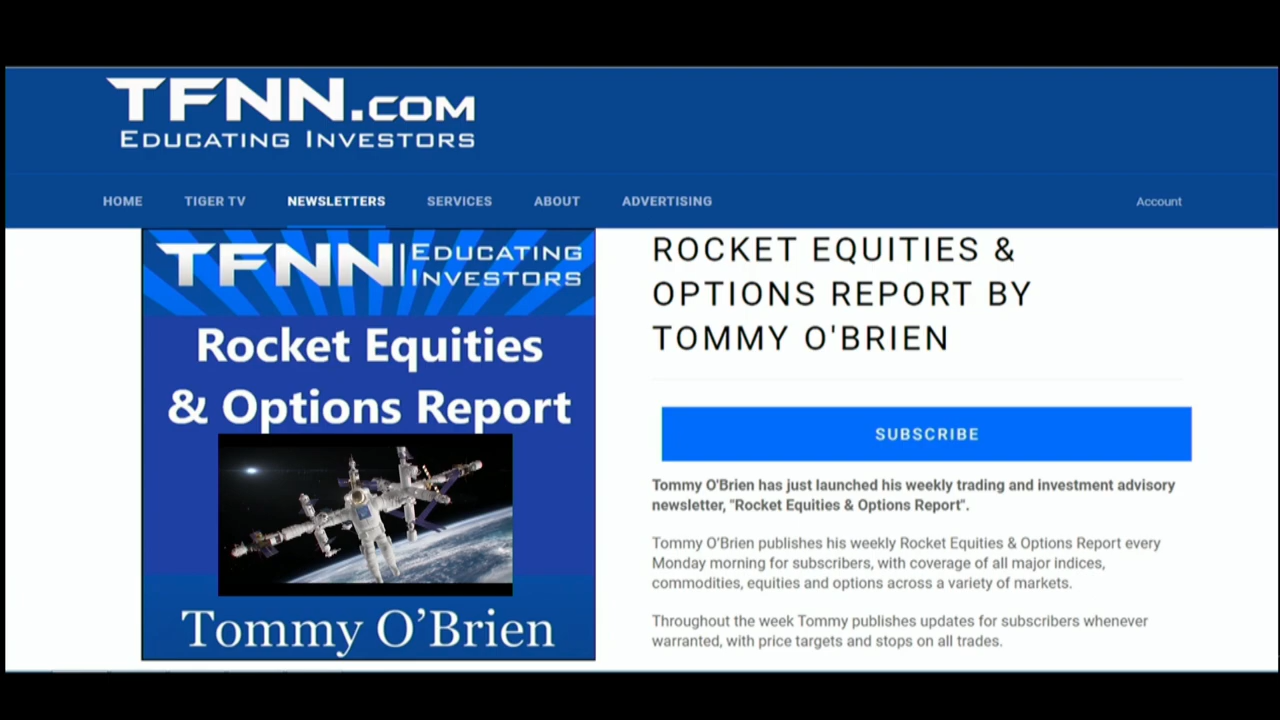 TFNN.COM
EDUCATING INVESTORS
HOME TIGER TV NEWSLETTERS SERVICES ABOUT ADVERTISING Account
TFNN | EDUCATING INVESTORS
Rocket Equities
& Options Report
Tommy O’Brien
ROCKET EQUITIES &
OPTIONS REPORT BY
TOMMY O'BRIEN
SUBSCRIBE
Tommy O'Brien has just launched his weekly trading and investment advisory
newsletter, "Rocket Equities & Options Report".
Tommy O’Brien publishes his weekly Rocket Equities & Options Report every
Monday morning for subscribers, with coverage of all major indices,
commodities, equities and options across a variety of markets.
Throughout the week Tommy publishes updates for subscribers whenever
warranted, with price targets and stops on all trades.